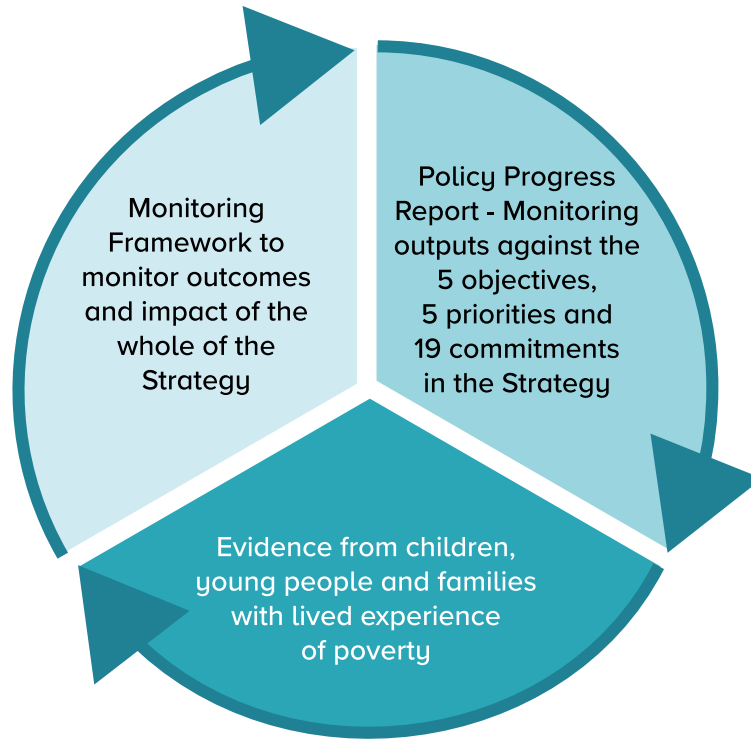 Monitoring
Framework to
monitor outcomes
and impact of the
whole of the
Strategy
Policy Progress
Report - Monitoring
outputs against the
5 objectives,
5 priorities and
19 commitments
in the Strategy
Evidence from children,
young people and families
with lived experience
of poverty